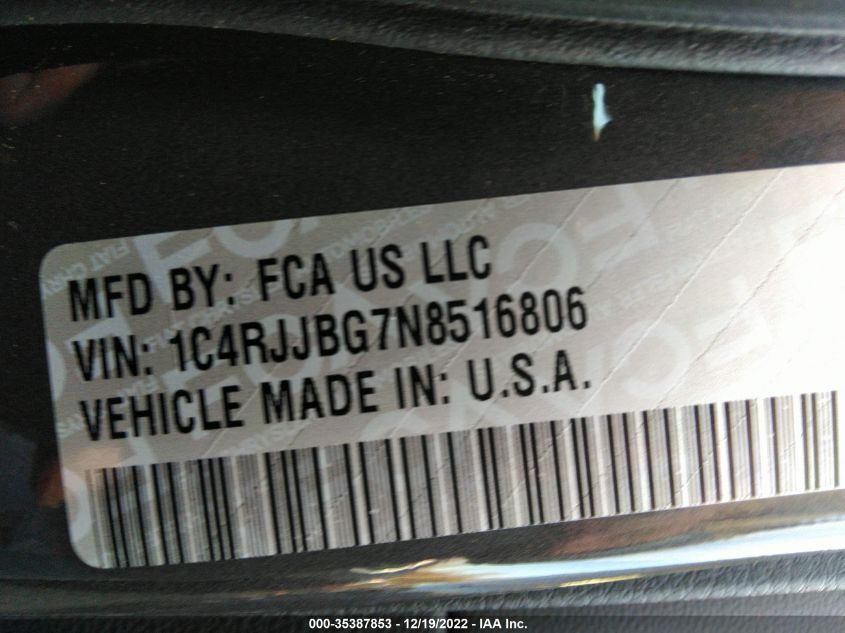 MFD BY: FCA US LLC
VIN: 1C4RJJBG7N8516806
VEHICLE MADE IN: U.S.A.
000-35387853 - 12/19/2022 - IAA Inc.